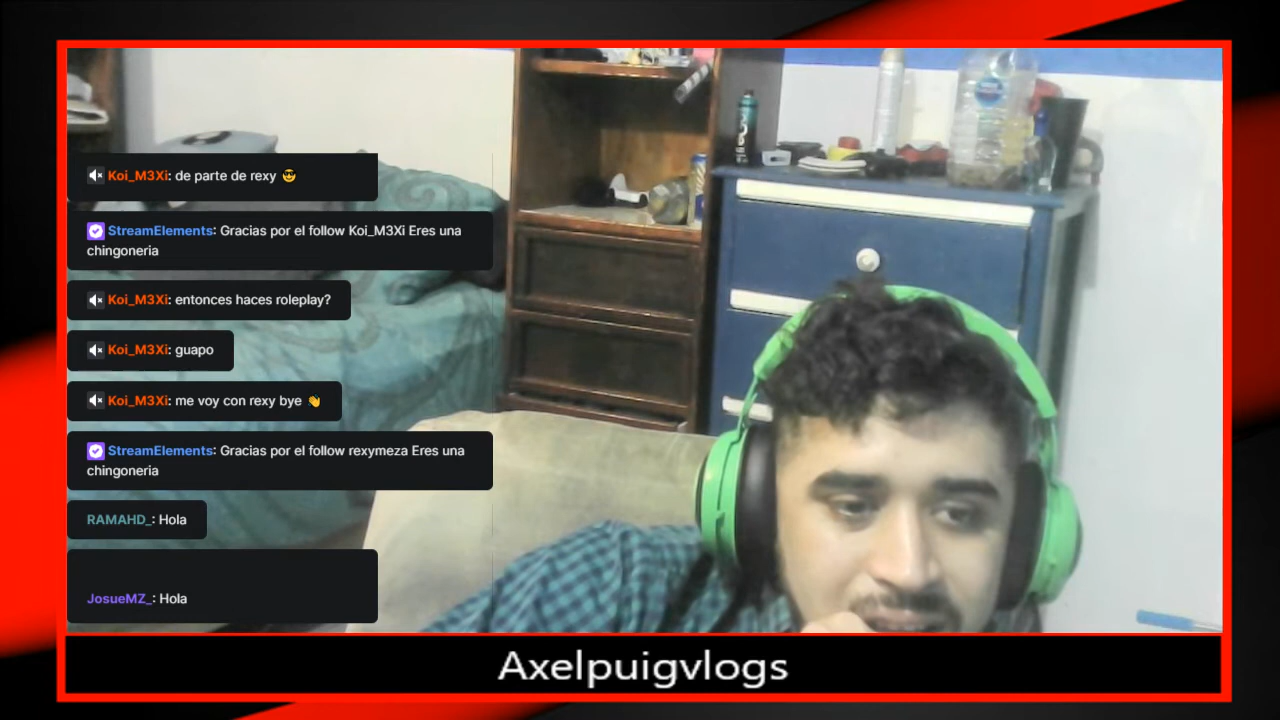 Koi_M3Xi: de parte de rexy 😎
StreamElements: Gracias por el follow Koi_M3Xi Eres una
chingoneria
Koi_M3Xi: entonces haces roleplay?
Koi_M3Xi: guapo
Koi_M3Xi: me voy con rexy bye 👋
StreamElements: Gracias por el follow rexymeza Eres una
chingoneria
RAMAHD_: Hola
JosueMZ_: Hola
Axelpuigvlogs